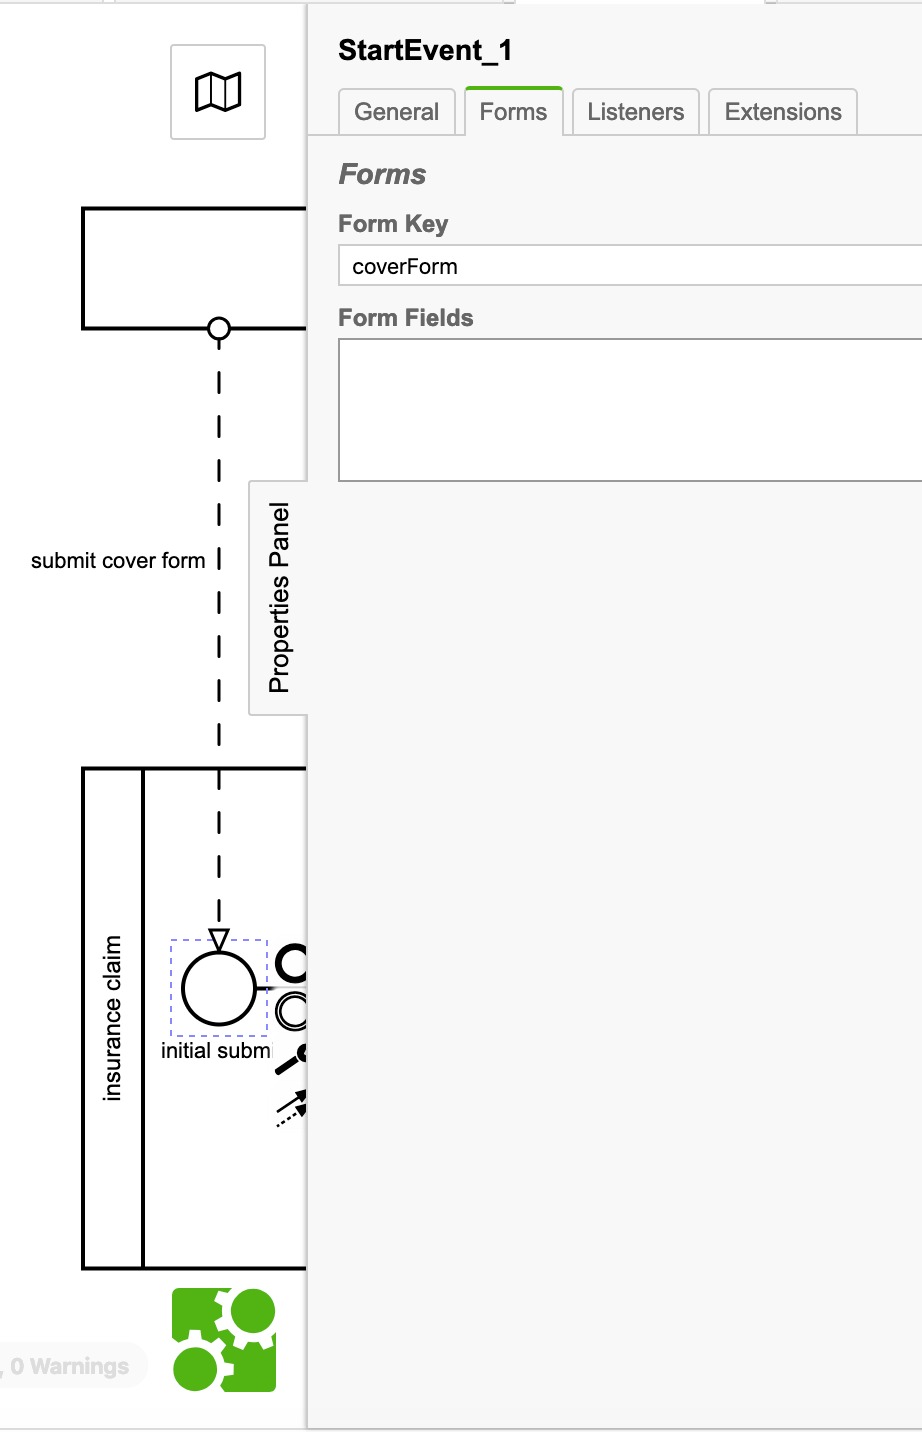 StartEvent_1
General
Forms
Listeners
Extensions
Forms
Form Key
coverForm
Form Fields
submit cover form
Properties Panel
insurance claim
initial submi
, 0 Warnings